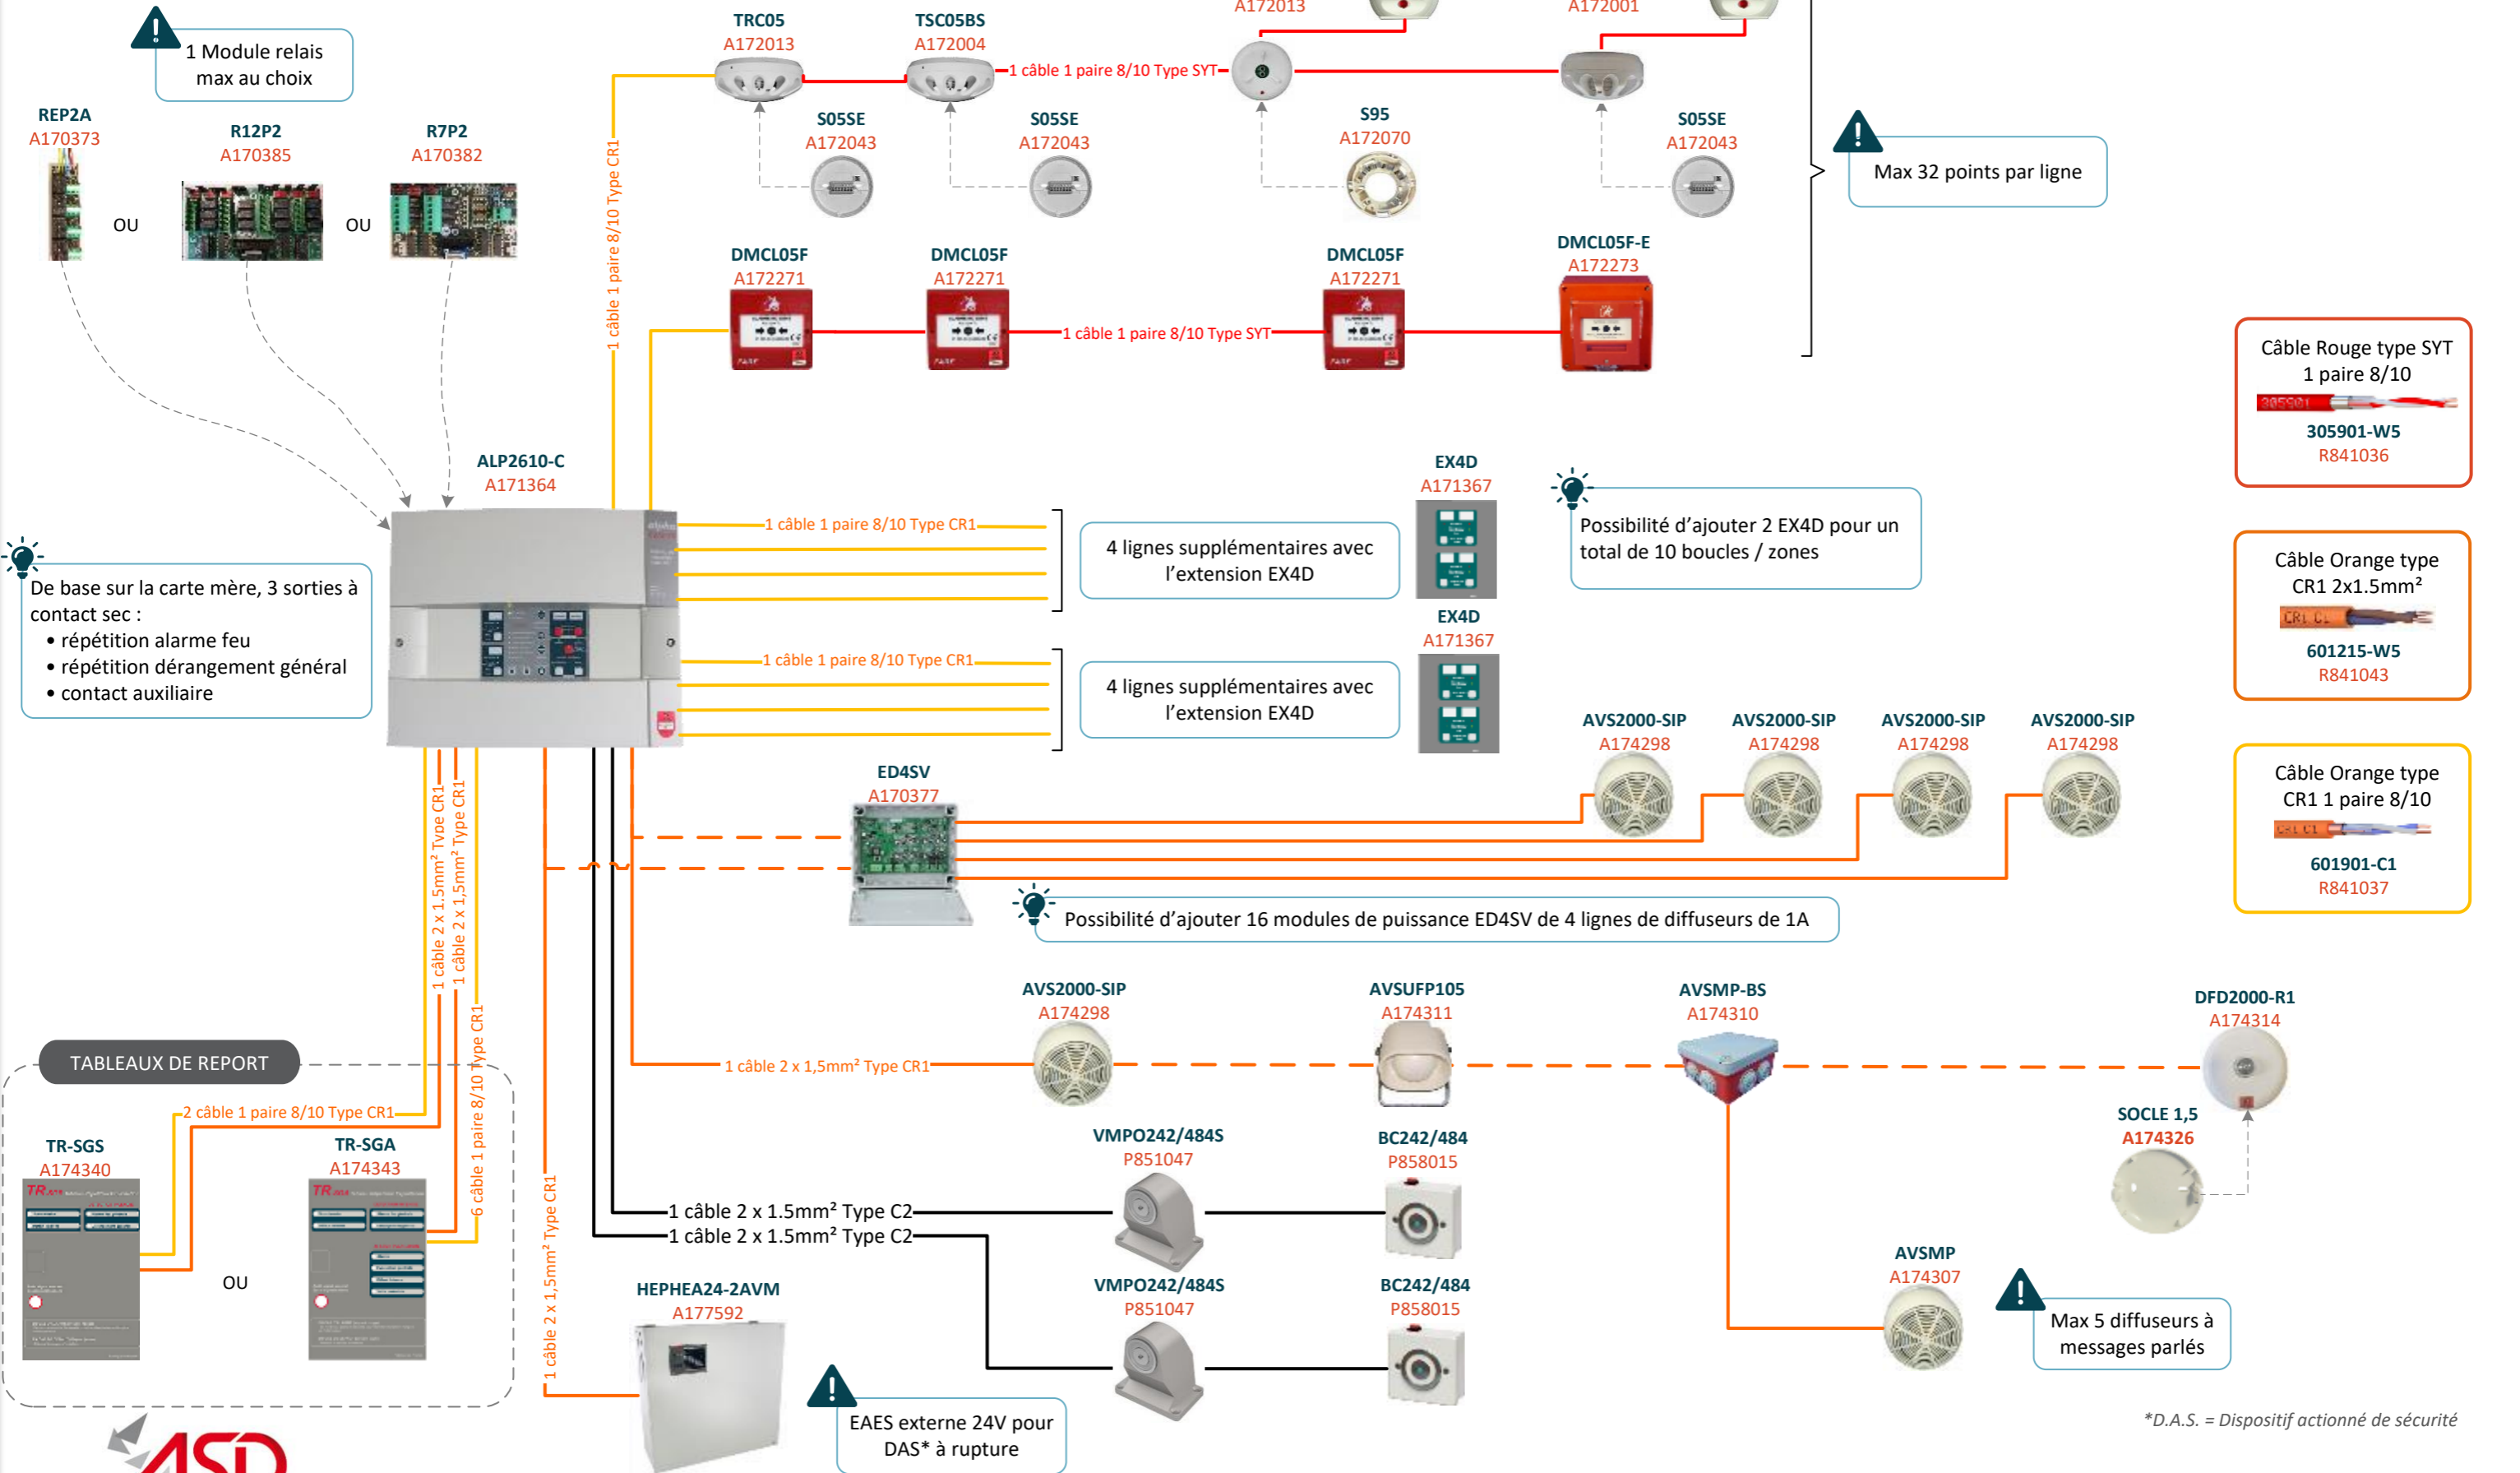 A172013
A172001
TRC05
A172013
TSC05BS
A172004
1 câble 1 paire 8/10 Type SYT
1 Module relais
max au choix
REP2A
A170373
OU
R12P2
A170385
OU
R7P2
A170382
1 câble 1 paire 8/10 Type CR1
S05SE
A172043
S05SE
A172043
S95
A172070
S05SE
A172043
Max 32 points par ligne
DMCL05F
A172271
DMCL05F
A172271
DMCL05F
A172271
DMCL05F-E
A172273
1 câble 1 paire 8/10 Type SYT
Câble Rouge type SYT
1 paire 8/10
305901
305901-W5
R841036
ALP2610-C
A171364
1 câble 1 paire 8/10 Type CR1
4 lignes supplémentaires avec
l'extension EX4D
EX4D
A171367
Possibilité d'ajouter 2 EX4D pour un
total de 10 boucles / zones
Câble Orange type
CR1 2x1.5mm²
CR1 C1
601215-W5
R841043
De base sur la carte mère, 3 sorties à
contact sec :
• répétition alarme feu
• répétition dérangement général
• contact auxiliaire
1 câble 1 paire 8/10 Type CR1
4 lignes supplémentaires avec
l'extension EX4D
EX4D
A171367
AVS2000-SIP
A174298
AVS2000-SIP
A174298
AVS2000-SIP
A174298
AVS2000-SIP
A174298
Câble Orange type
CR1 1 paire 8/10
CR1 C1
601901-C1
R841037
ED4SV
A170377
Possibilité d'ajouter 16 modules de puissance ED4SV de 4 lignes de diffuseurs de 1A
1 câble 2 x 1.5mm² Type CR1
1 câble 2 x 1,5mm² Type CR1
6 câble 1 paire 8/10 Type CR1
1 câble 2 x 1,5mm² Type CR1
AVS2000-SIP
A174298
AVSUFP105
A174311
AVSMP-BS
A174310
DFD2000-R1
A174314
1 câble 2 x 1,5mm² Type CR1
SOCLE 1,5
A174326
TABLEAUX DE REPORT
2 câble 1 paire 8/10 Type CR1
TR-SGS
A174340
OU
TR-SGA
A174343
VMPO242/484S
P851047
BC242/484
P858015
1 câble 2 x 1.5mm² Type C2
1 câble 2 x 1.5mm² Type C2
VMPO242/484S
P851047
BC242/484
P858015
AVSMP
A174307
Max 5 diffuseurs à
messages parlés
HEPHEA24-2AVM
A177592
EAES externe 24V pour
DAS* à rupture
*D.A.S. = Dispositif actionné de sécurité
ASD